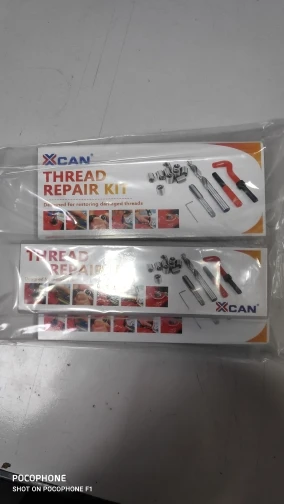 XCAN
THREAD
REPAIR KIT
Designed for restoring damaged threads
THREAD
REPAIR
XCAN
POCOPHONE
SHOT ON POCOPHONE F1